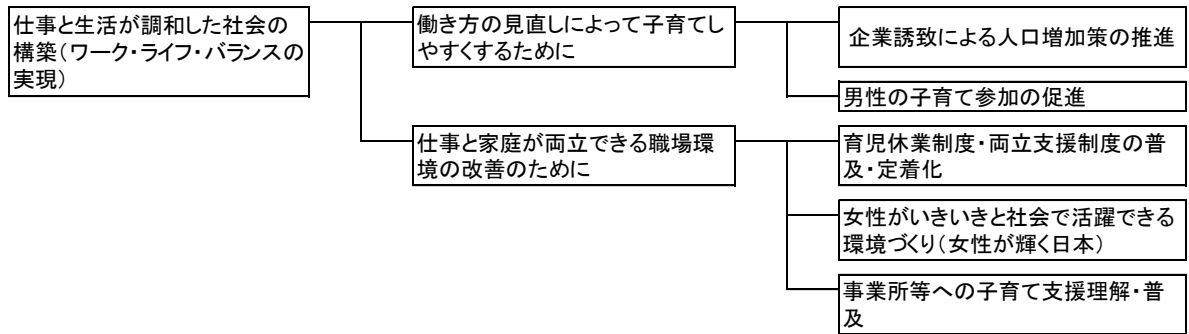 仕事と生活が調和した社会の
構築(ワーク・ライフ・バランスの
実現)
働き方の見直しによって子育てし
やすくするために
企業誘致による人口増加策の推進
男性の子育て参加の促進
仕事と家庭が両立できる職場環
境の改善のために
育児休業制度・両立支援制度の普
及・定着化
女性がいきいきと社会で活躍できる
環境づくり(女性が輝く日本)
事業所等への子育て支援理解・普
及